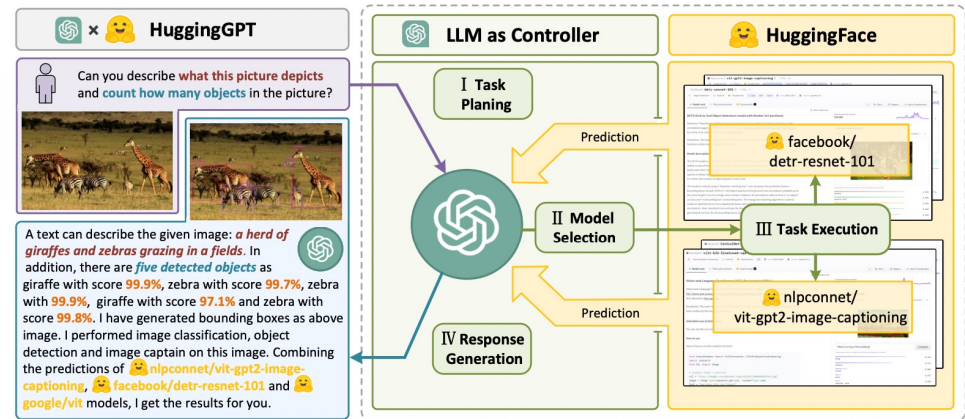 × HuggingGPT
LLM as Controller
HuggingFace
Can you describe what this picture depicts
and count how many objects in the picture?
A text can describe the given image: a herd of
giraffes and zebras grazing in a fields. In
addition, there are five detected objects as
giraffe with score 99.9%, zebra with score 99.7%, zebra
with 99.9%, giraffe with score 97.1% and zebra with
score 99.8%. I have generated bounding boxes as above
image. I performed image classification, object
detection and image captain on this image. Combining
the predictions of nlpconnet/vit-gpt2-image-
captioning, facebook/detr-resnet-101 and
google/vit models, I get the results for you.
I Task
Planing
Prediction
II Model
Selection
Prediction
IV Response
Generation
facebook/
detr-resnet-101
III Task Execution
nlpconnet/
vit-gpt2-image-captioning